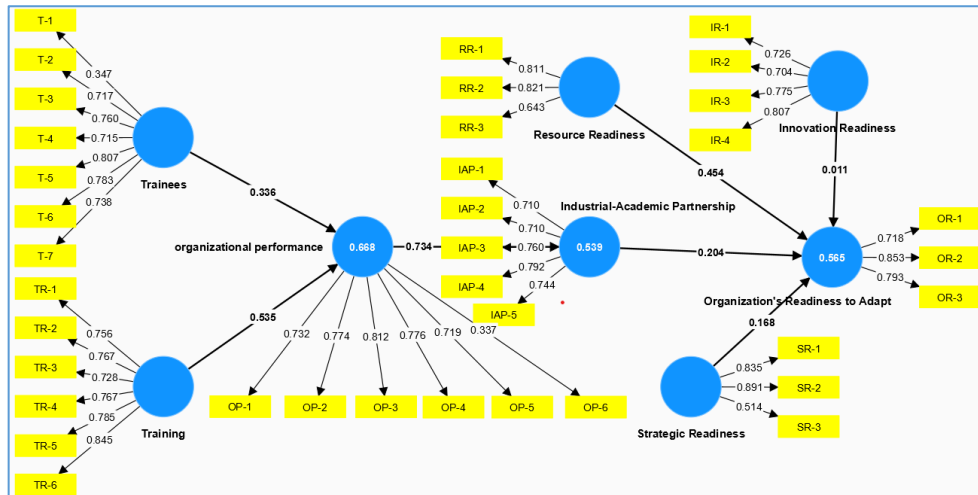 T-1
T-2
T-3
T-4
T-5
T-6
T-7
0.347
0.717
0.760
0.715
0.807
0.783
0.738
Trainees
0.336
TR-1
TR-2
TR-3
TR-4
TR-5
TR-6
0.756
0.767
0.728
0.767
0.785
0.845
Training
0.535
organizational performance
0.668
0.734
0.732
0.774
0.812
0.776
0.719
0.337
OP-1
OP-2
OP-3
OP-4
OP-5
OP-6
RR-1
RR-2
RR-3
0.811
0.821
0.643
Resource Readiness
0.454
IAP-1
IAP-2
IAP-3
IAP-4
IAP-5
0.710
0.710
0.760
0.792
0.744
Industrial-Academic Partnership
0.539
0.204
IR-1
IR-2
IR-3
IR-4
0.726
0.704
0.775
0.807
Innovation Readiness
0.011
0.565
Organization's Readiness to Adapt
0.718
0.853
0.793
OR-1
OR-2
OR-3
0.168
Strategic Readiness
0.835
0.891
0.514
SR-1
SR-2
SR-3